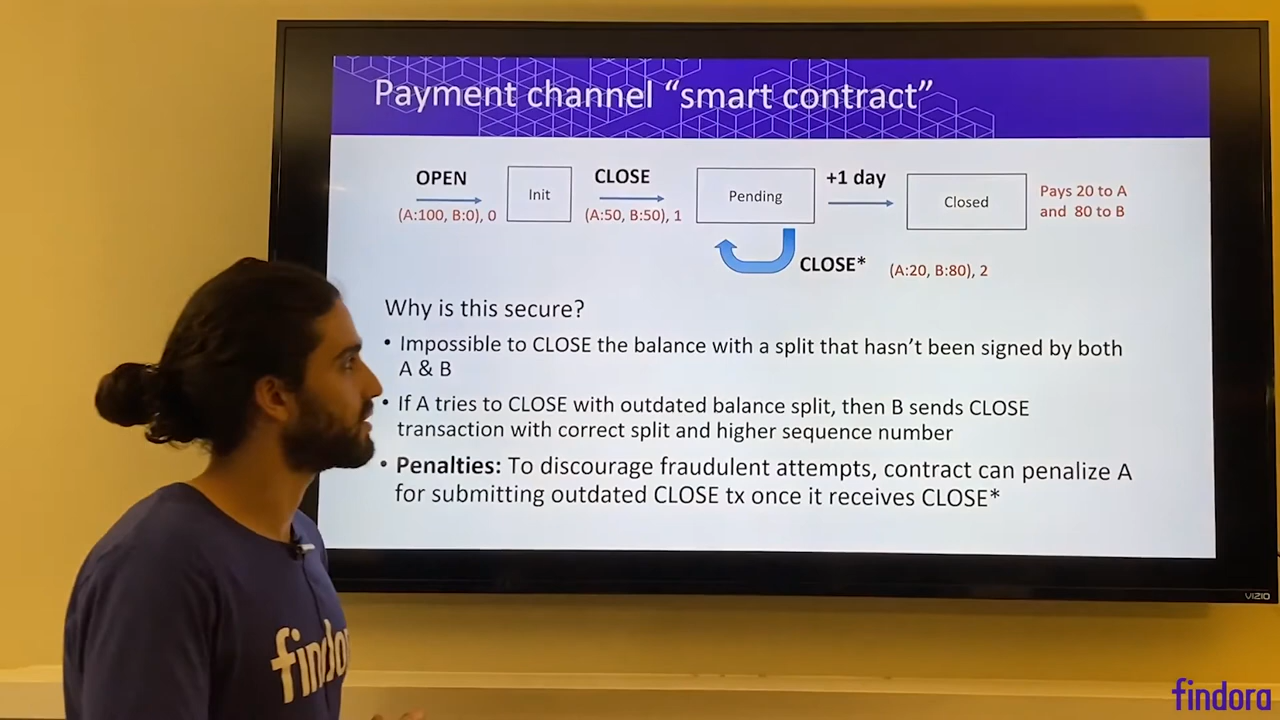 Payment channel “smart contract”
OPEN
Init
CLOSE
Pending
+1 day
Closed
Pays 20 to A
and 80 to B
(A:100, B:0), 0
(A:50, B:50), 1
CLOSE*
(A:20, B:80), 2
Why is this secure?
• Impossible to CLOSE the balance with a split that hasn’t been signed by both
A & B
• If A tries to CLOSE with outdated balance split, then B sends CLOSE
transaction with correct split and higher sequence number
• Penalties: To discourage fraudulent attempts, contract can penalize A
for submitting outdated CLOSE tx once it receives CLOSE*
VIZIO
findo
findora